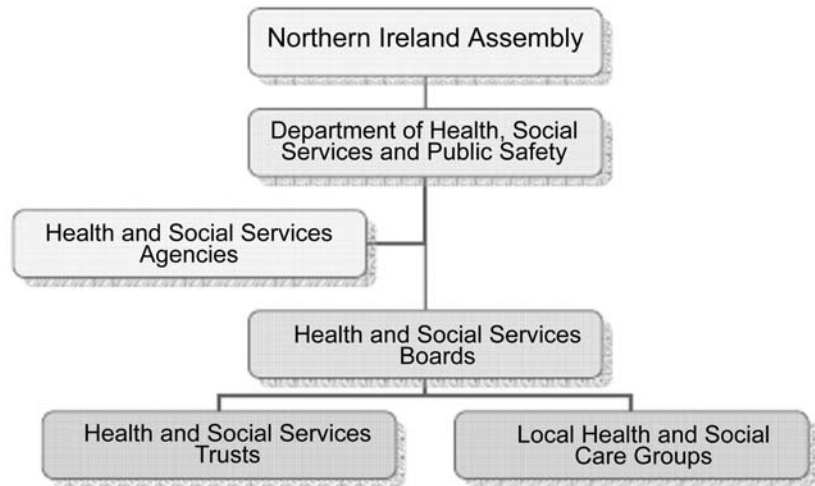 Northern Ireland Assembly
Department of Health, Social
Services and Public Safety
Health and Social Services
Agencies
Health and Social Services
Boards
Health and Social Services
Trusts
Local Health and Social
Care Groups